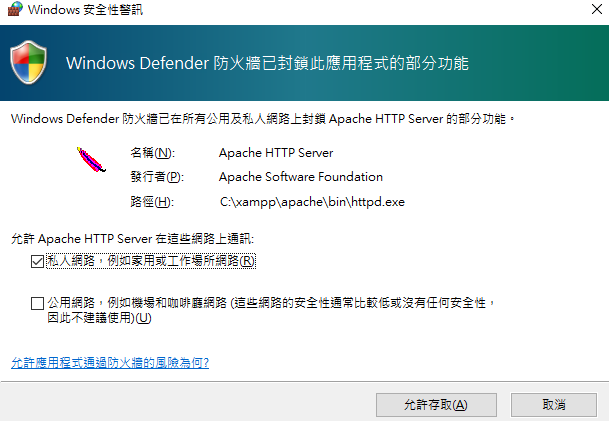 Windows 安全性警訊
Windows Defender 防火牆已封鎖此應用程式的部分功能
Windows Defender 防火牆已在所有公用及私人網路上封鎖 Apache HTTP Server 的部分功能。
名稱(N): Apache HTTP Server
發行者(P): Apache Software Foundation
路徑(H): C:\xampp\apache\bin\httpd.exe
允許 Apache HTTP Server 在這些網路上通訊:
私人網路，例如家用或工作場所網路(R)
公用網路，例如機場和咖啡廳網路 (這些網路的安全性通常比較低或沒有任何安全性，
因此不建議使用)(U)
允許應用程式通過防火牆的風險為何?
允許存取(A) 取消